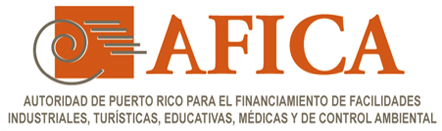 AFICA
AUTORIDAD DE PUERTO RICO PARA EL FINANCIAMIENTO DE FACILIDADES
INDUSTRIALES, TURÍSTICAS, EDUCATIVAS, MÉDICAS Y DE CONTROL AMBIENTAL